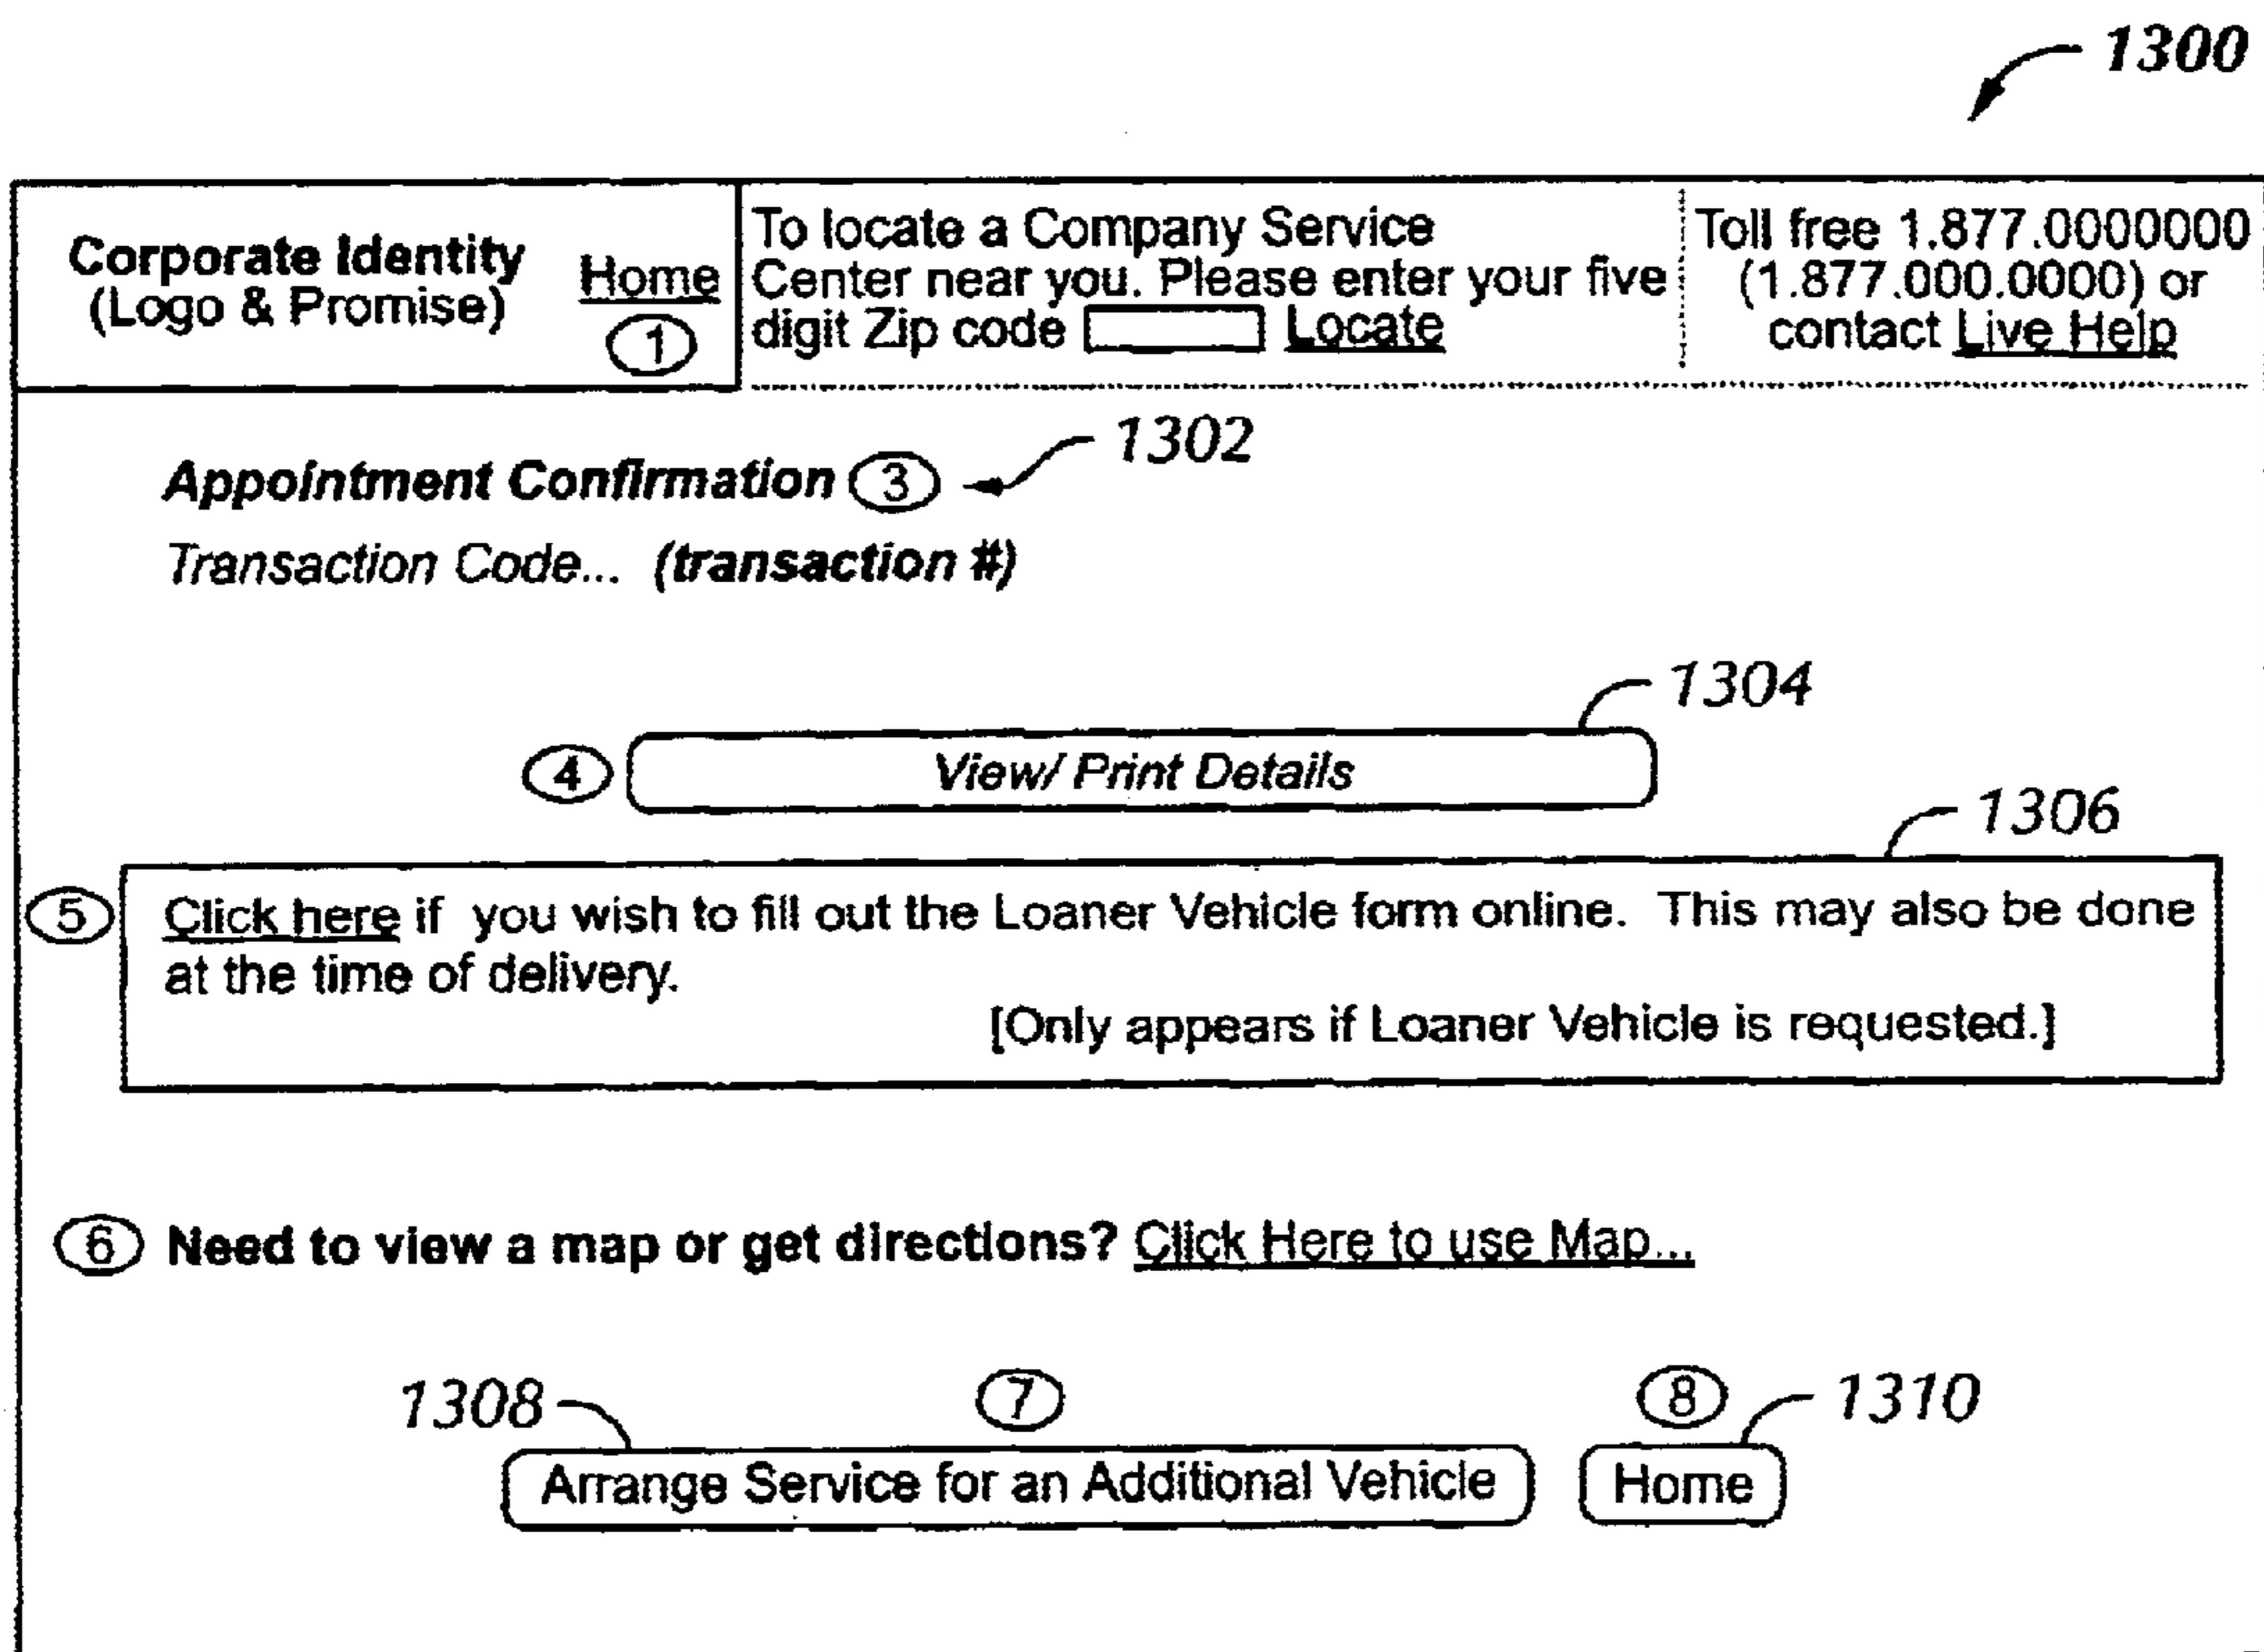 1300
Corporate Identity
(Logo & Promise)
Home
1
To locate a Company Service
Center near you. Please enter your five
digit Zip code Locate
Toll free 1.877.0000000
(1.877.000.0000) or
contact Live Help
1302
Appointment Confirmation 3
Transaction Code... (transaction #)
1304
4 View/ Print Details
1306
5 Click here if you wish to fill out the Loaner Vehicle form online. This may also be done
at the time of delivery.
[Only appears if Loaner Vehicle is requested.]
6 Need to view a map or get directions? Click Here to use Map...
1308 7 8 1310
Arrange Service for an Additional Vehicle Home